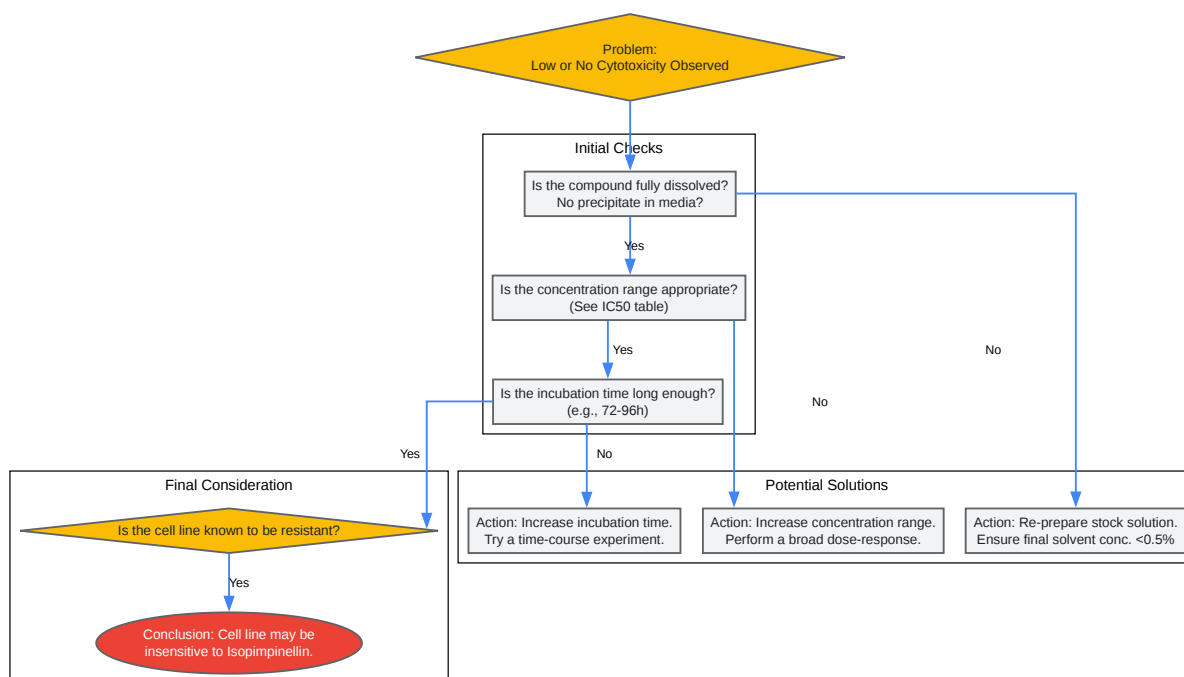 Problem:
Low or No Cytotoxicity Observed
Initial Checks
Is the compound fully dissolved?
No precipitate in media?
Yes
Is the concentration range appropriate?
(See IC50 table)
Yes
No
Is the incubation time long enough?
(e.g., 72-96h)
No
Yes
No
Final Consideration
Is the cell line known to be resistant?
Yes
Conclusion: Cell line may be
insensitive to Isopimpinellin.
Potential Solutions
Action: Increase incubation time.
Try a time-course experiment.
Action: Increase concentration range.
Perform a broad dose-response.
Action: Re-prepare stock solution.
Ensure final solvent conc. <0.5%